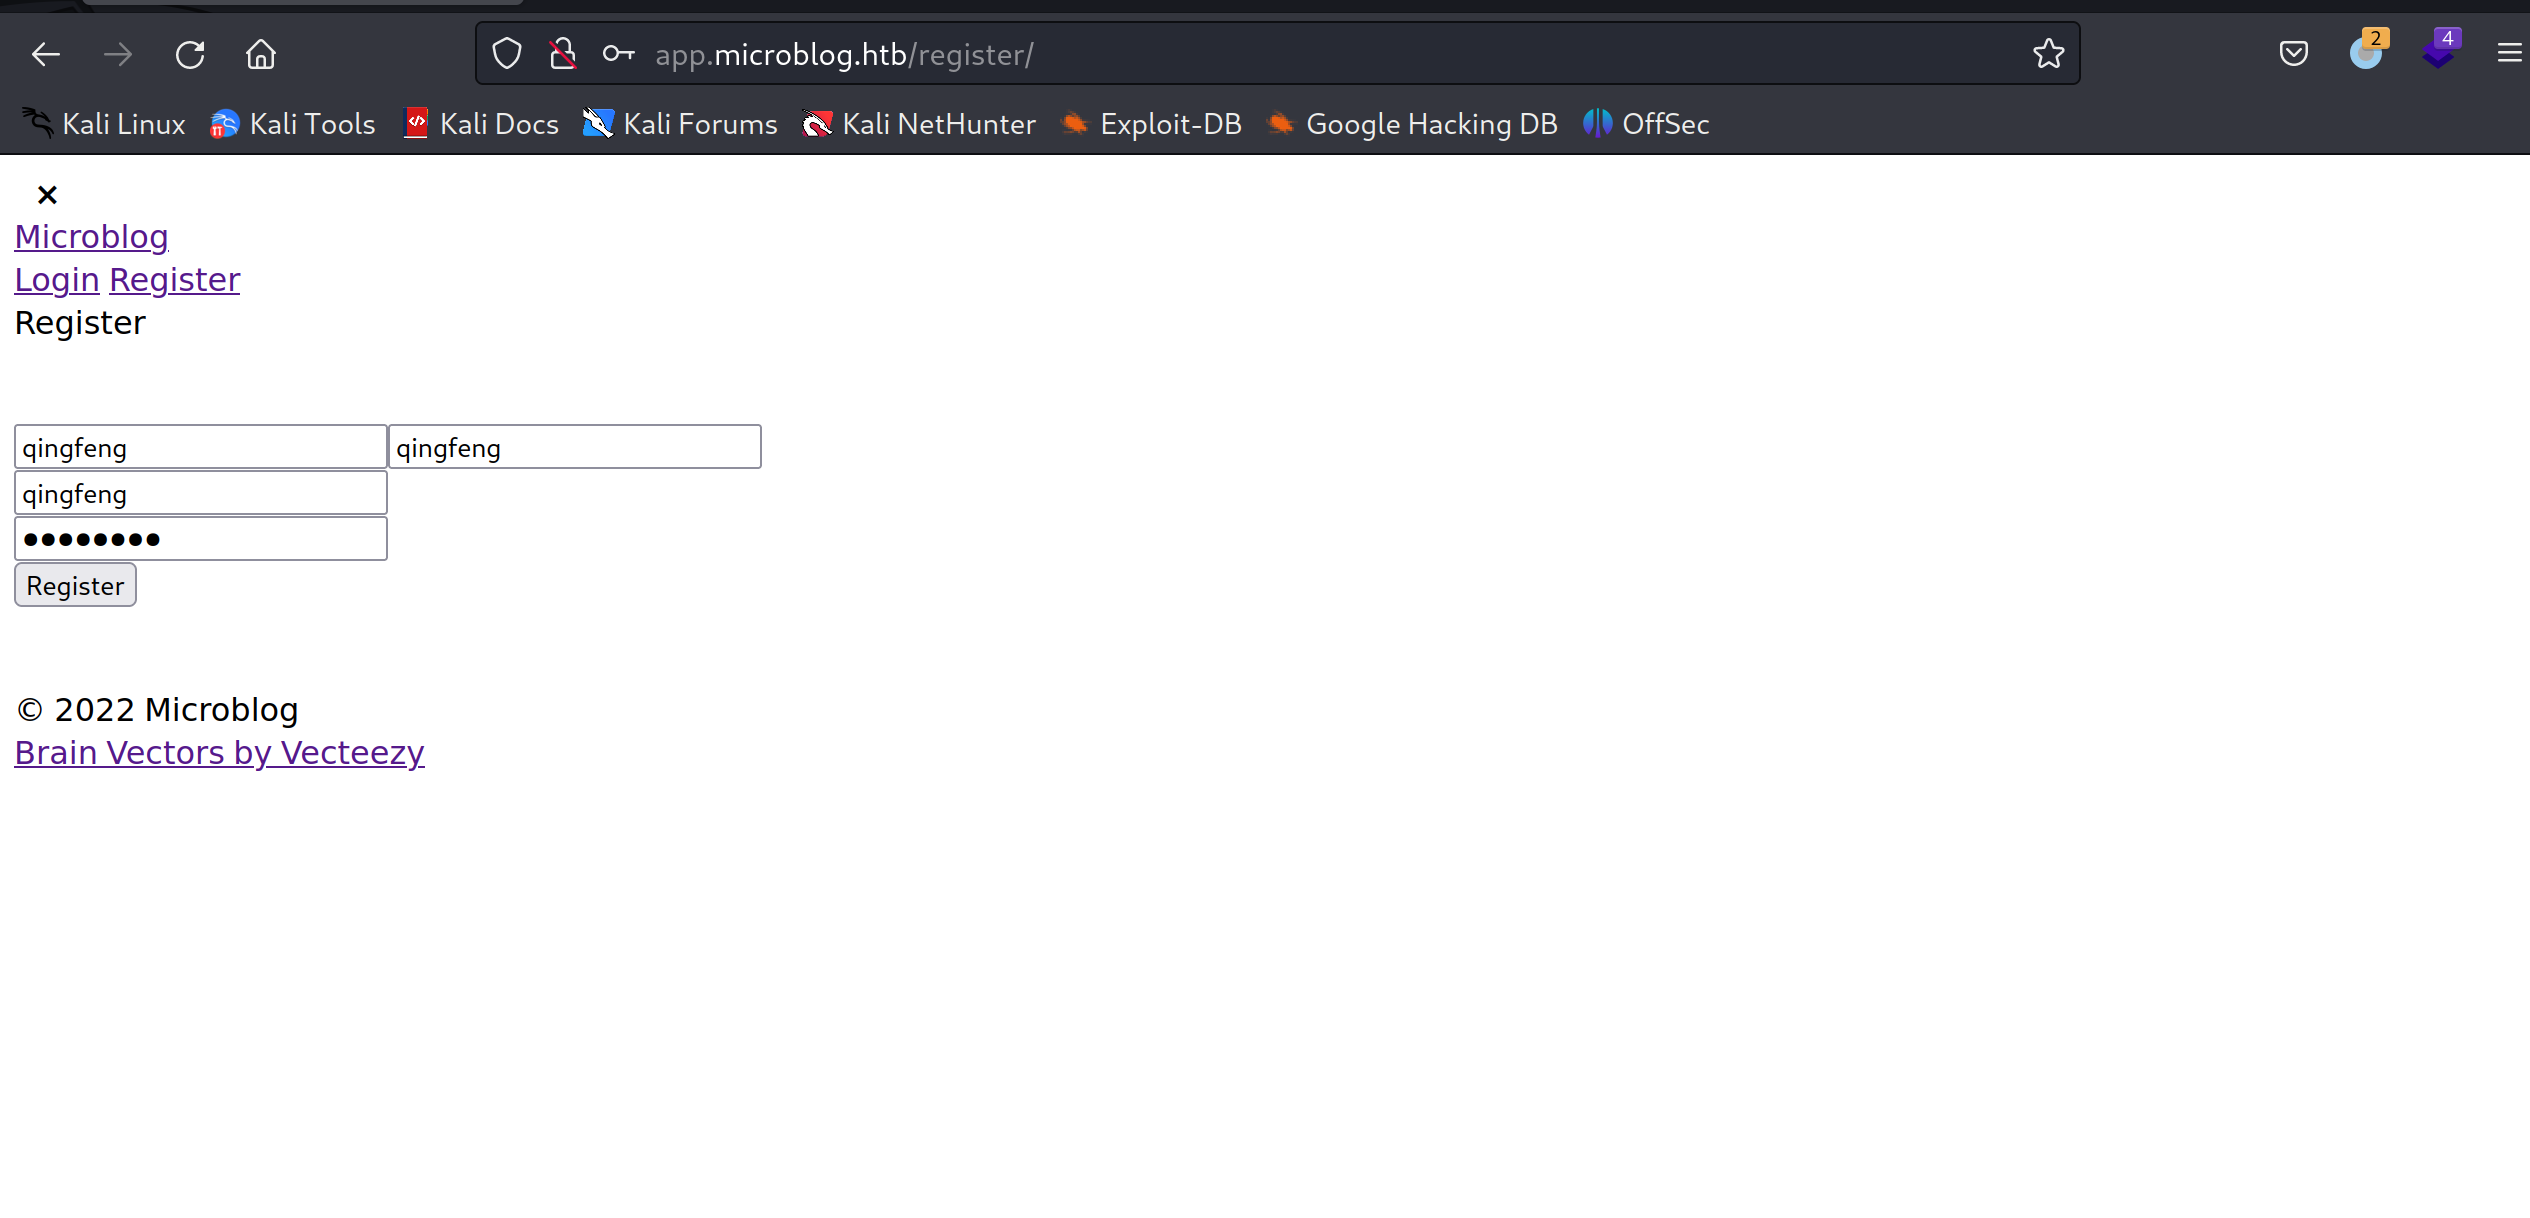 app.microblog.htb/register/
2
4
Kali Linux Kali Tools Kali Docs Kali Forums Kali NetHunter Exploit-DB Google Hacking DB OffSec
×
Microblog
Login Register
Register
qingfeng qingfeng
qingfeng
••••••••
Register
© 2022 Microblog
Brain Vectors by Vecteezy